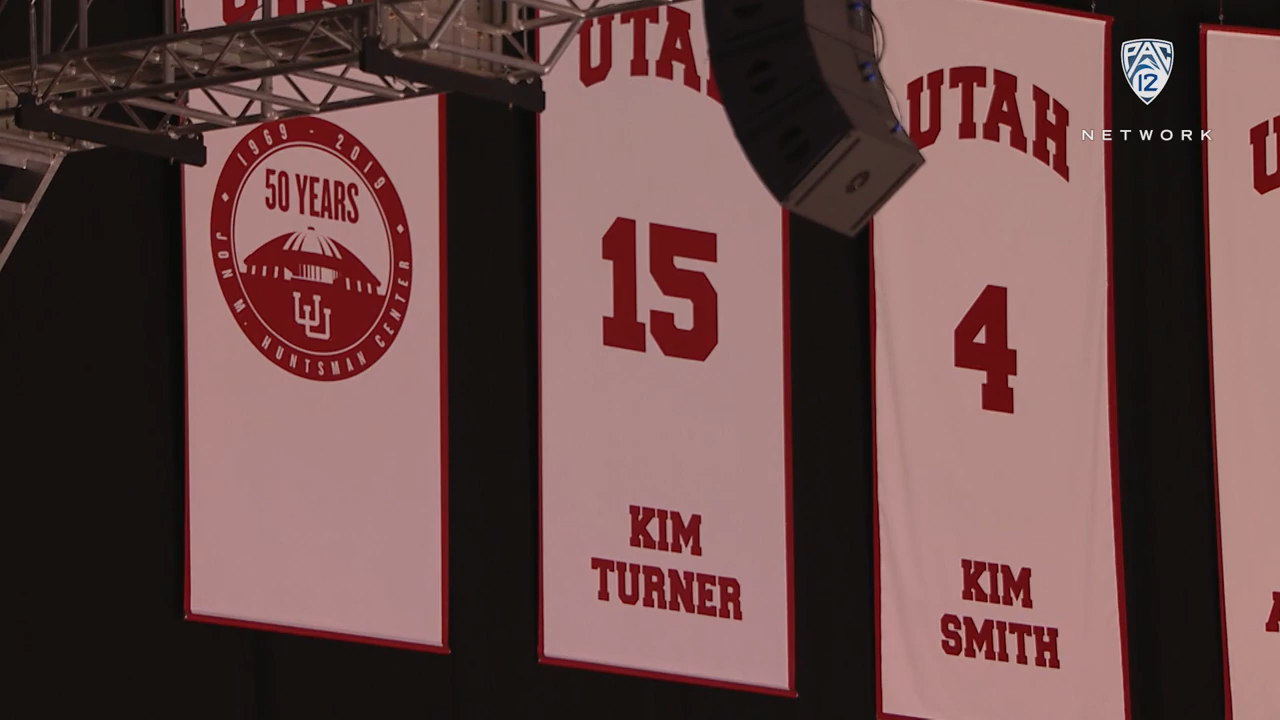 1969 - 2019
50 YEARS
JON M. HUNTSMAN CENTER
UTAH
15
KIM
TURNER
UTAH
4
KIM
SMITH
PAC
12
NETWORK